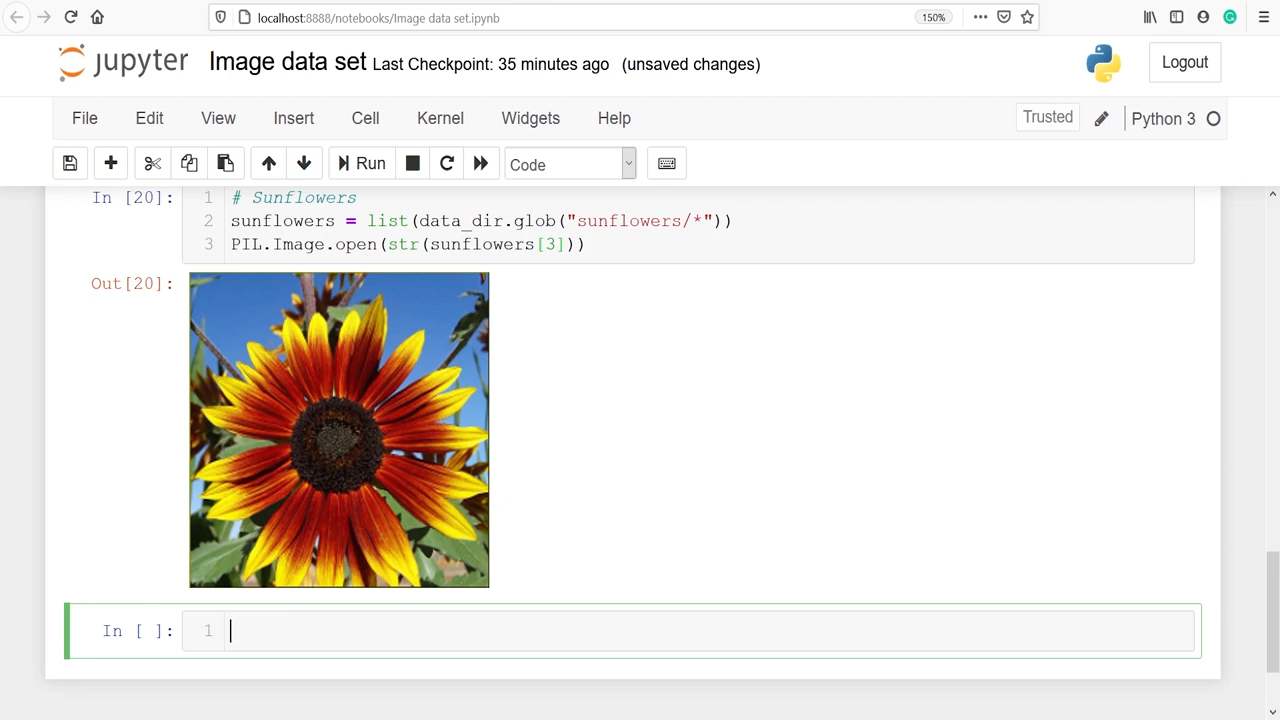 localhost:8888/notebooks/Image data set.ipynb
150%
jupyter Image data set Last Checkpoint: 35 minutes ago (unsaved changes)
Logout
File Edit View Insert Cell Kernel Widgets Help
Trusted
Python 3
Run
Code
In [20]:
1 # Sunflowers
2 sunflowers = list(data_dir.glob("sunflowers/*"))
3 PIL.Image.open(str(sunflowers[3]))
Out[20]:
In [ ]:
1